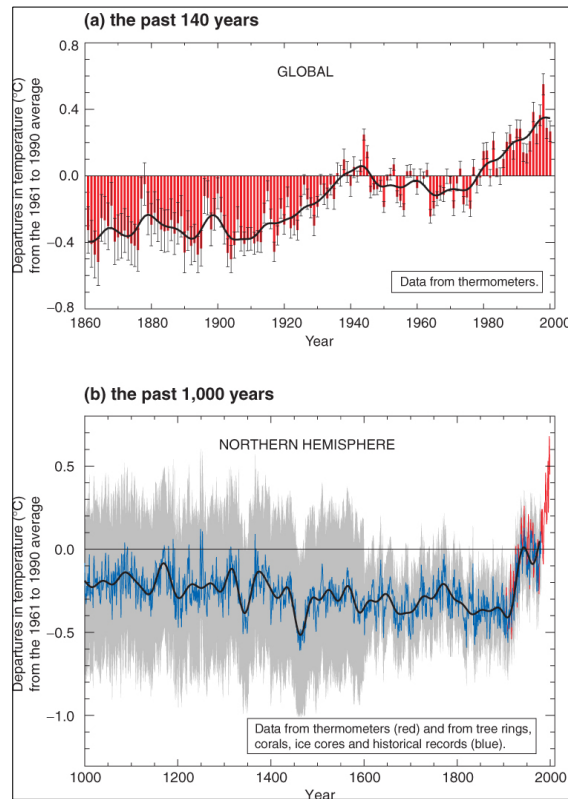 (a) the past 140 years
Departures in temperature (°C)
from the 1961 to 1990 average
0.8
GLOBAL
0.4
0.0
−0.4
Data from thermometers.
−0.8
1860 1880 1900 1920 1940 1960 1980 2000
Year
(b) the past 1,000 years
Departures in temperature (°C)
from the 1961 to 1990 average
NORTHERN HEMISPHERE
0.5
0.0
−0.5
−1.0
Data from thermometers (red) and from tree rings,
corals, ice cores and historical records (blue).
1000 1200 1400 1600 1800 2000
Year